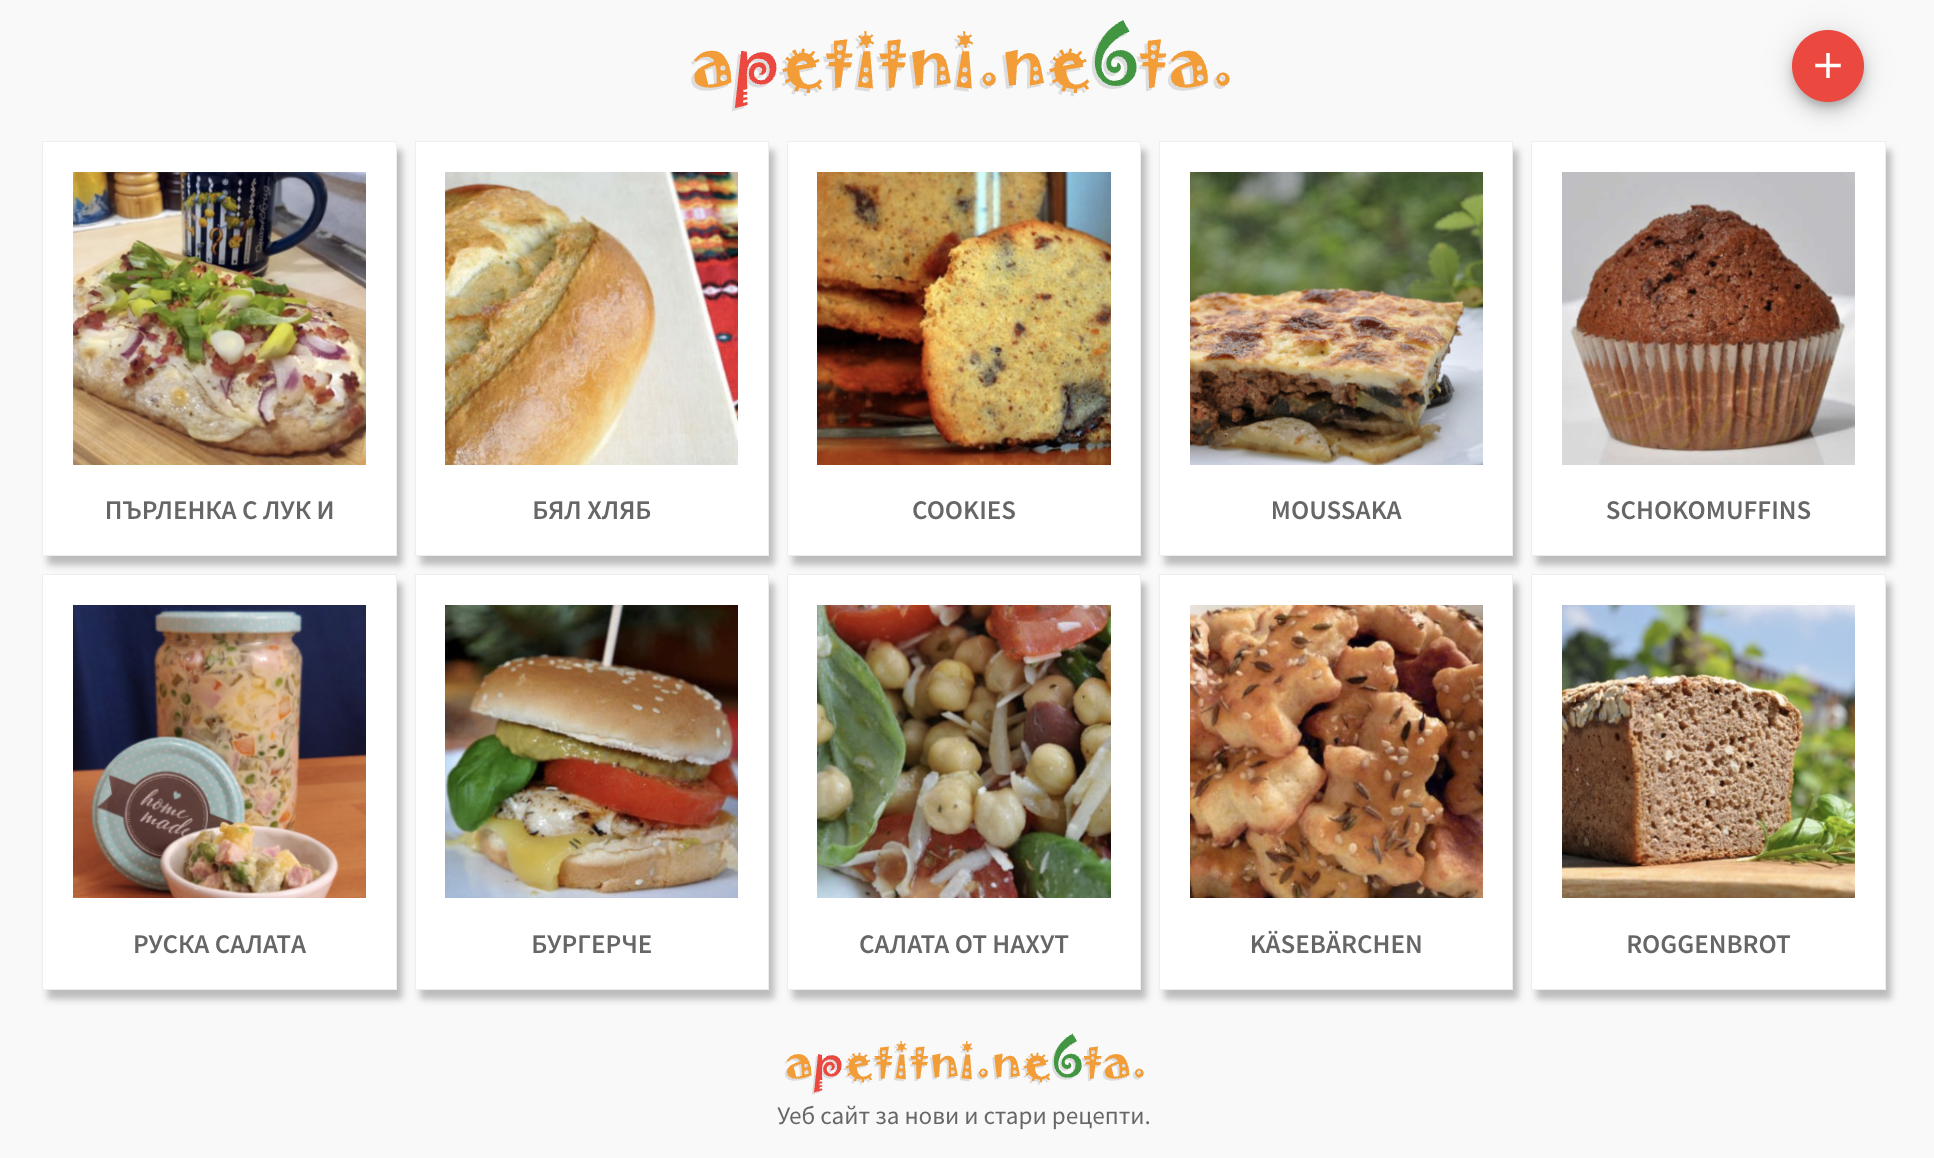 apetitni.ne6ta.
ПЪРЛЕНКА С ЛУК И
БЯЛ ХЛЯБ
COOKIES
MOUSSAKA
SCHOKOMUFFINS
home
made
РУСКА САЛАТА
БУРГЕРЧЕ
САЛАТА ОТ НАХУТ
KÄSEBÄRCHEN
ROGGENBROT
apetitni.ne6ta.
Уеб сайт за нови и стари рецепти.